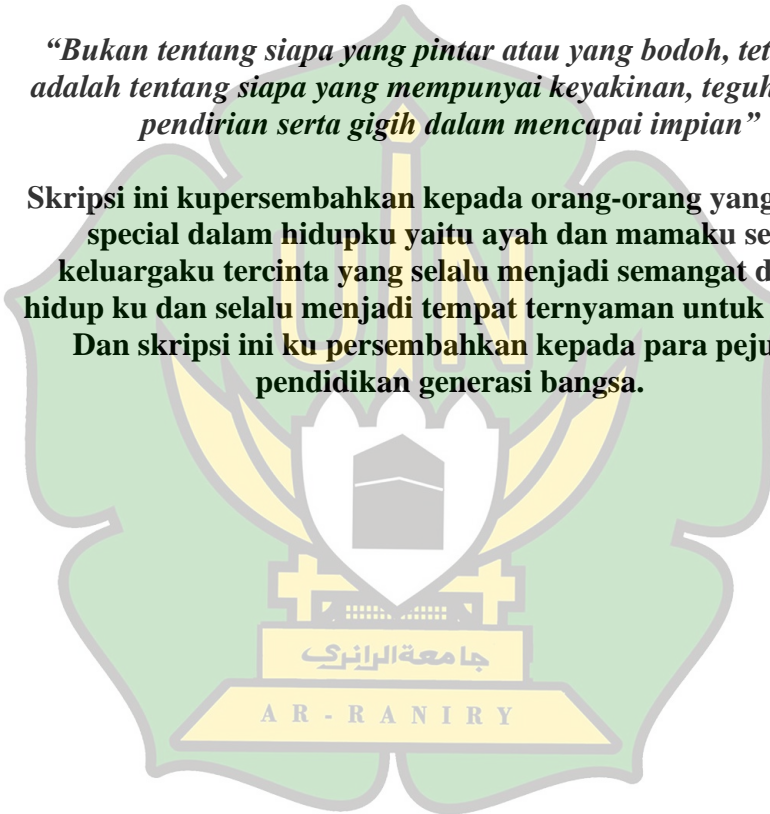 “Bukan tentang siapa yang pintar atau yang bodoh, tet
adalah tentang siapa yang mempunyai keyakinan, teguh
pendirian serta gigih dalam mencapai impian”
Skripsi ini kupersembahkan kepada orang-orang yang
special dalam hidupku yaitu ayah dan mamaku se
keluargaku tercinta yang selalu menjadi semangat d
hidup ku dan selalu menjadi tempat ternyaman untuk
Dan skripsi ini ku persembahkan kepada para peju
pendidikan generasi bangsa.
UIN
جامعةالرانري
AR-RANIRY